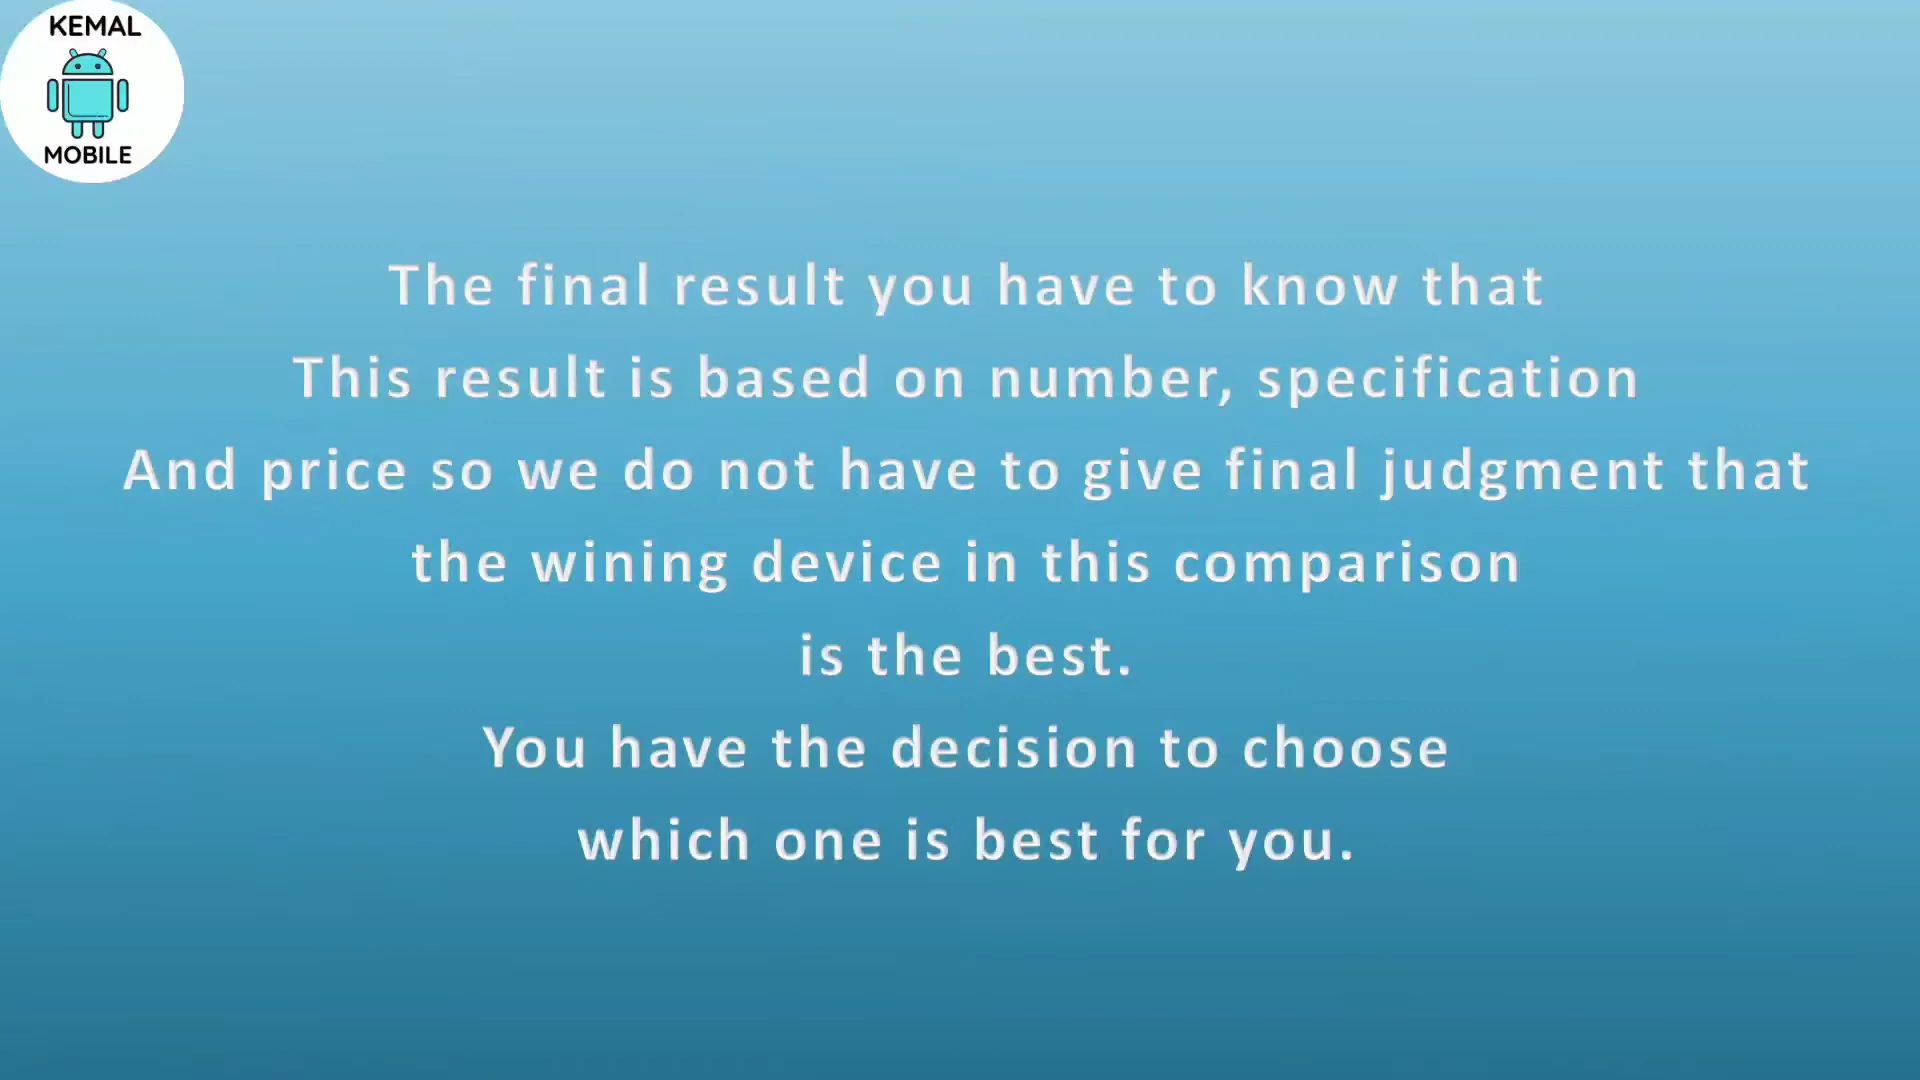 KEMAL
MOBILE
The final result you have to know that
This result is based on number, specification
And price so we do not have to give final judgment that
the wining device in this comparison
is the best.
You have the decision to choose
which one is best for you.